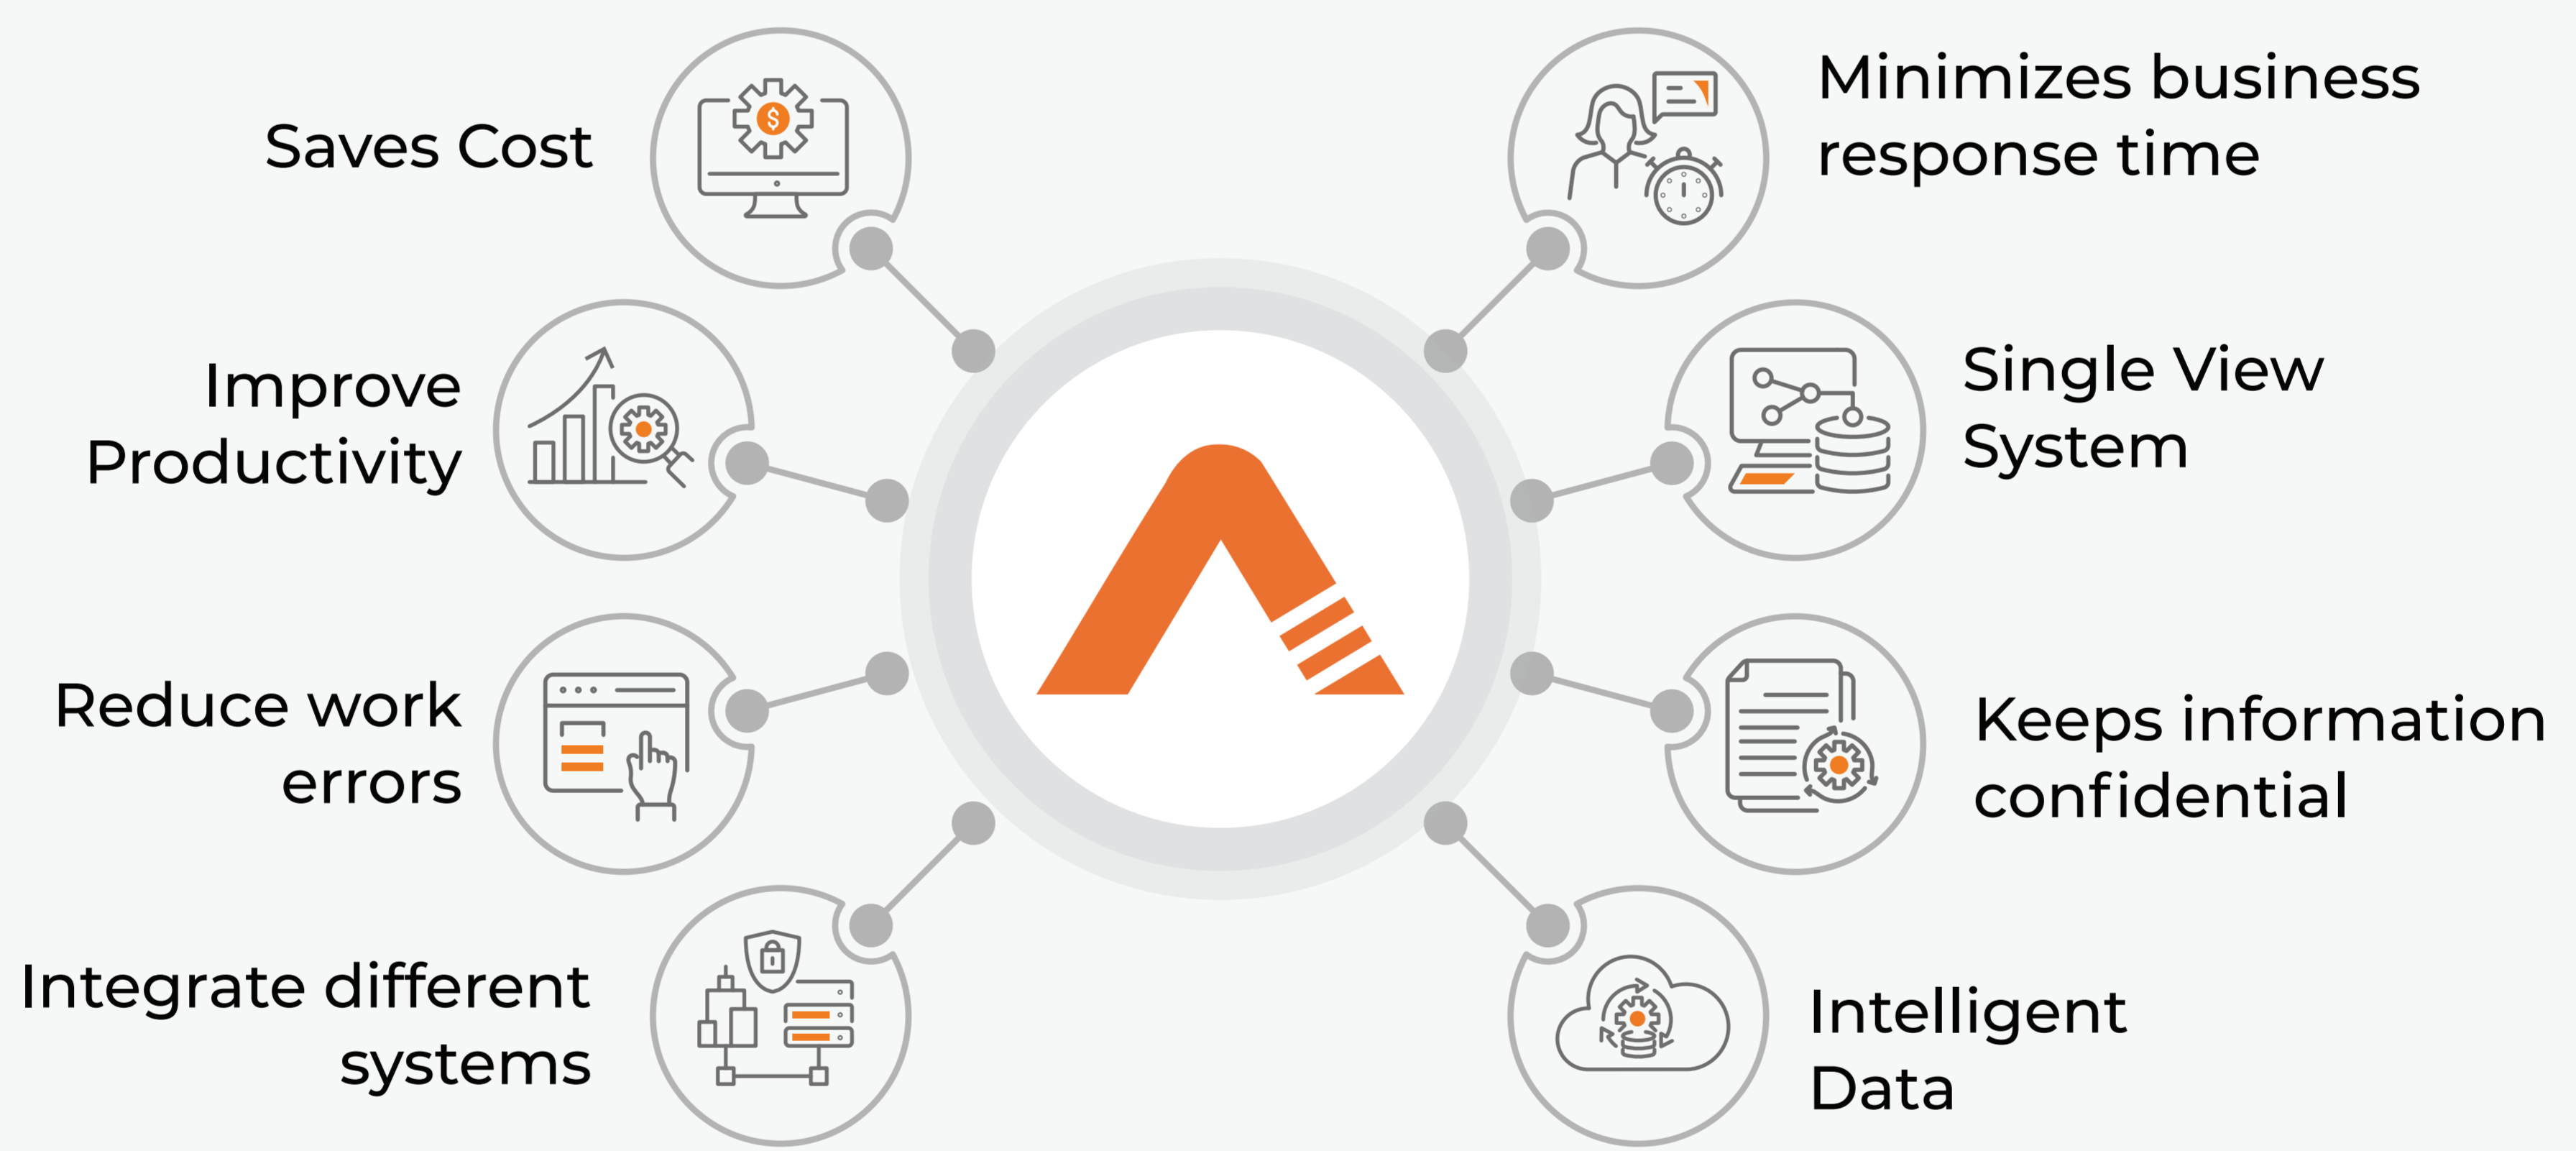 Saves Cost
Improve
Productivity
Reduce work
errors
Integrate different
systems
Minimizes business
response time
Single View
System
Keeps information
confidential
Intelligent
Data
$